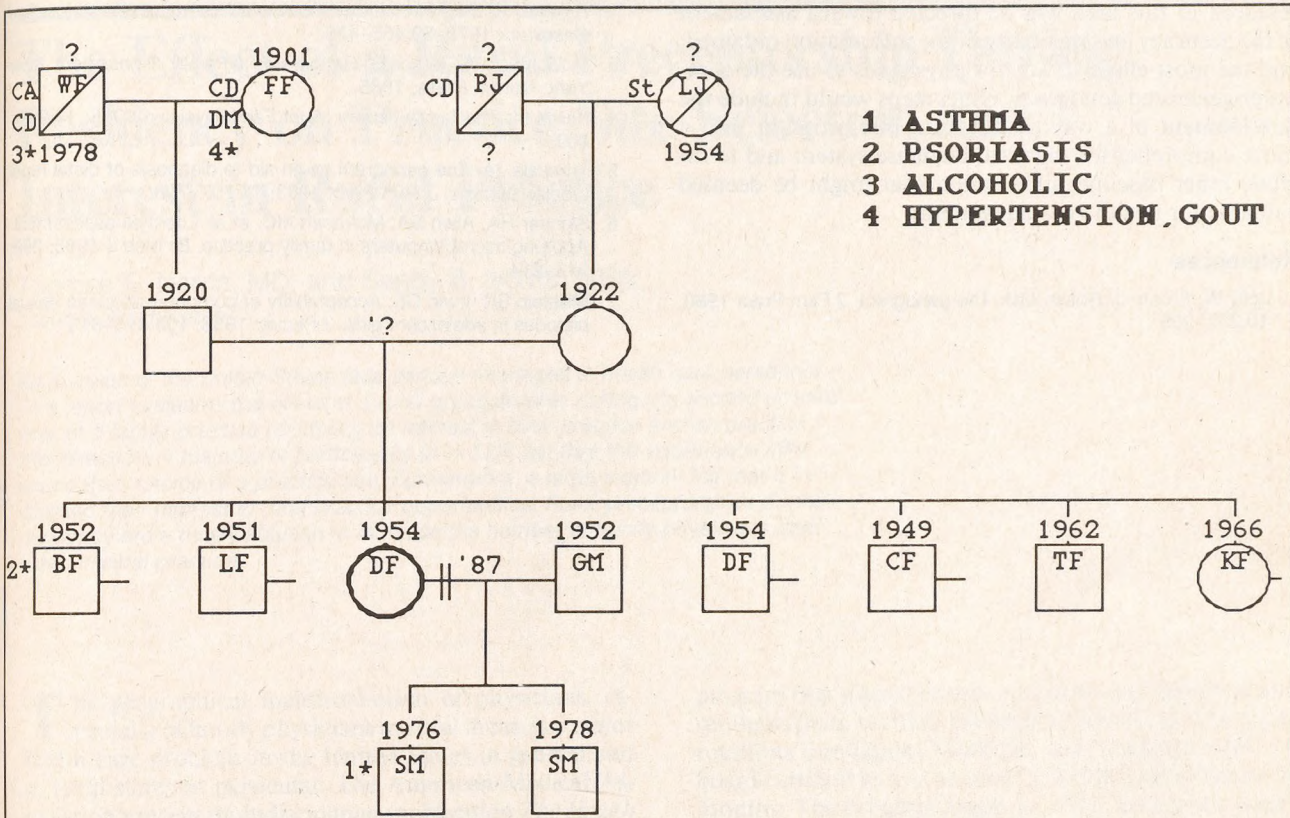 ? 1901 ? ?
CA WF CD FF CD PJ St LJ
CD DM
3*1978 4* ? 1954
1 ASTHMA
2 PSORIASIS
3 ALCOHOLIC
4 HYPERTENSION, GOUT
1920 1922
'?
1952 1951 1954 1952 1954 1949 1962 1966
2* BF LF DF '87 GM DF CF TF KF
1976 1978
1* SM SM